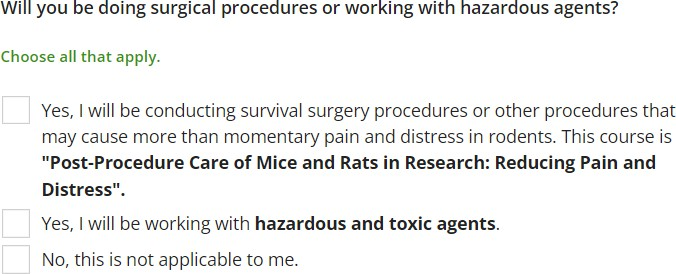 Will you be doing surgical procedures or working with hazardous agents?
Choose all that apply.
Yes, I will be conducting survival surgery procedures or other procedures that
may cause more than momentary pain and distress in rodents. This course is
"Post-Procedure Care of Mice and Rats in Research: Reducing Pain and
Distress".
Yes, I will be working with hazardous and toxic agents.
No, this is not applicable to me.